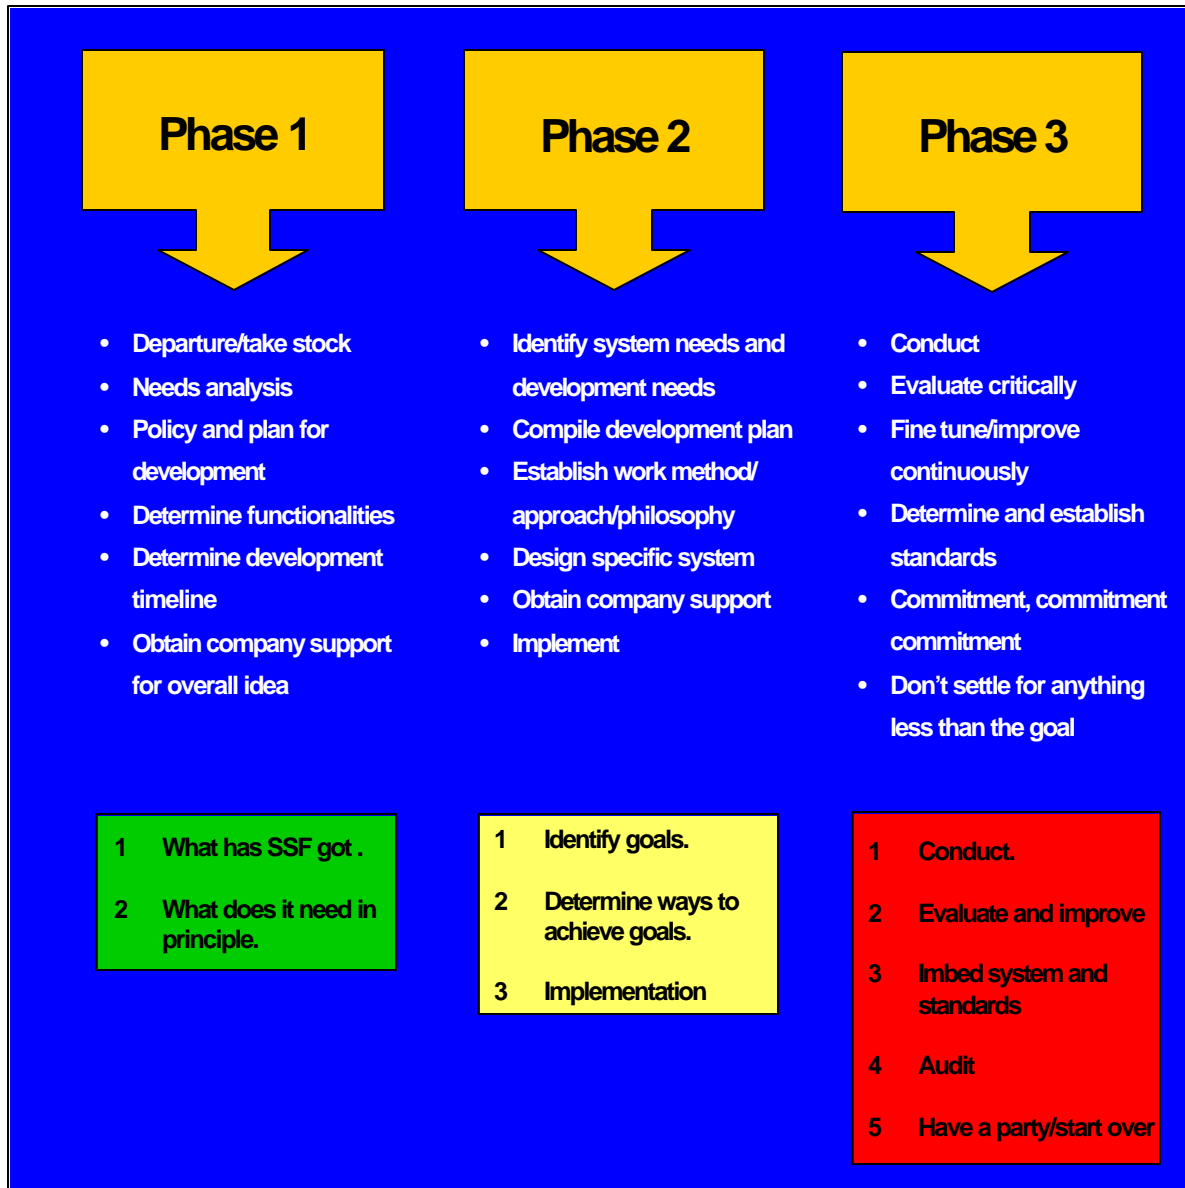 Phase 1
• Departure/take stock
• Needs analysis
• Policy and plan for
development
• Determine functionalities
• Determine development
timeline
• Obtain company support
for overall idea
1 What has SSF got .
2 What does it need in
principle.
Phase 2
• Identify system needs and
development needs
• Compile development plan
• Establish work method/
approach/philosophy
• Design specific system
• Obtain company support
• Implement
1 Identify goals.
2 Determine ways to
achieve goals.
3 Implementation
Phase 3
• Conduct
• Evaluate critically
• Fine tune/improve
continuously
• Determine and establish
standards
• Commitment, commitment
commitment
• Don’t settle for anything
less than the goal
1 Conduct.
2 Evaluate and improve
3 Imbed system and
standards
4 Audit
5 Have a party/start over